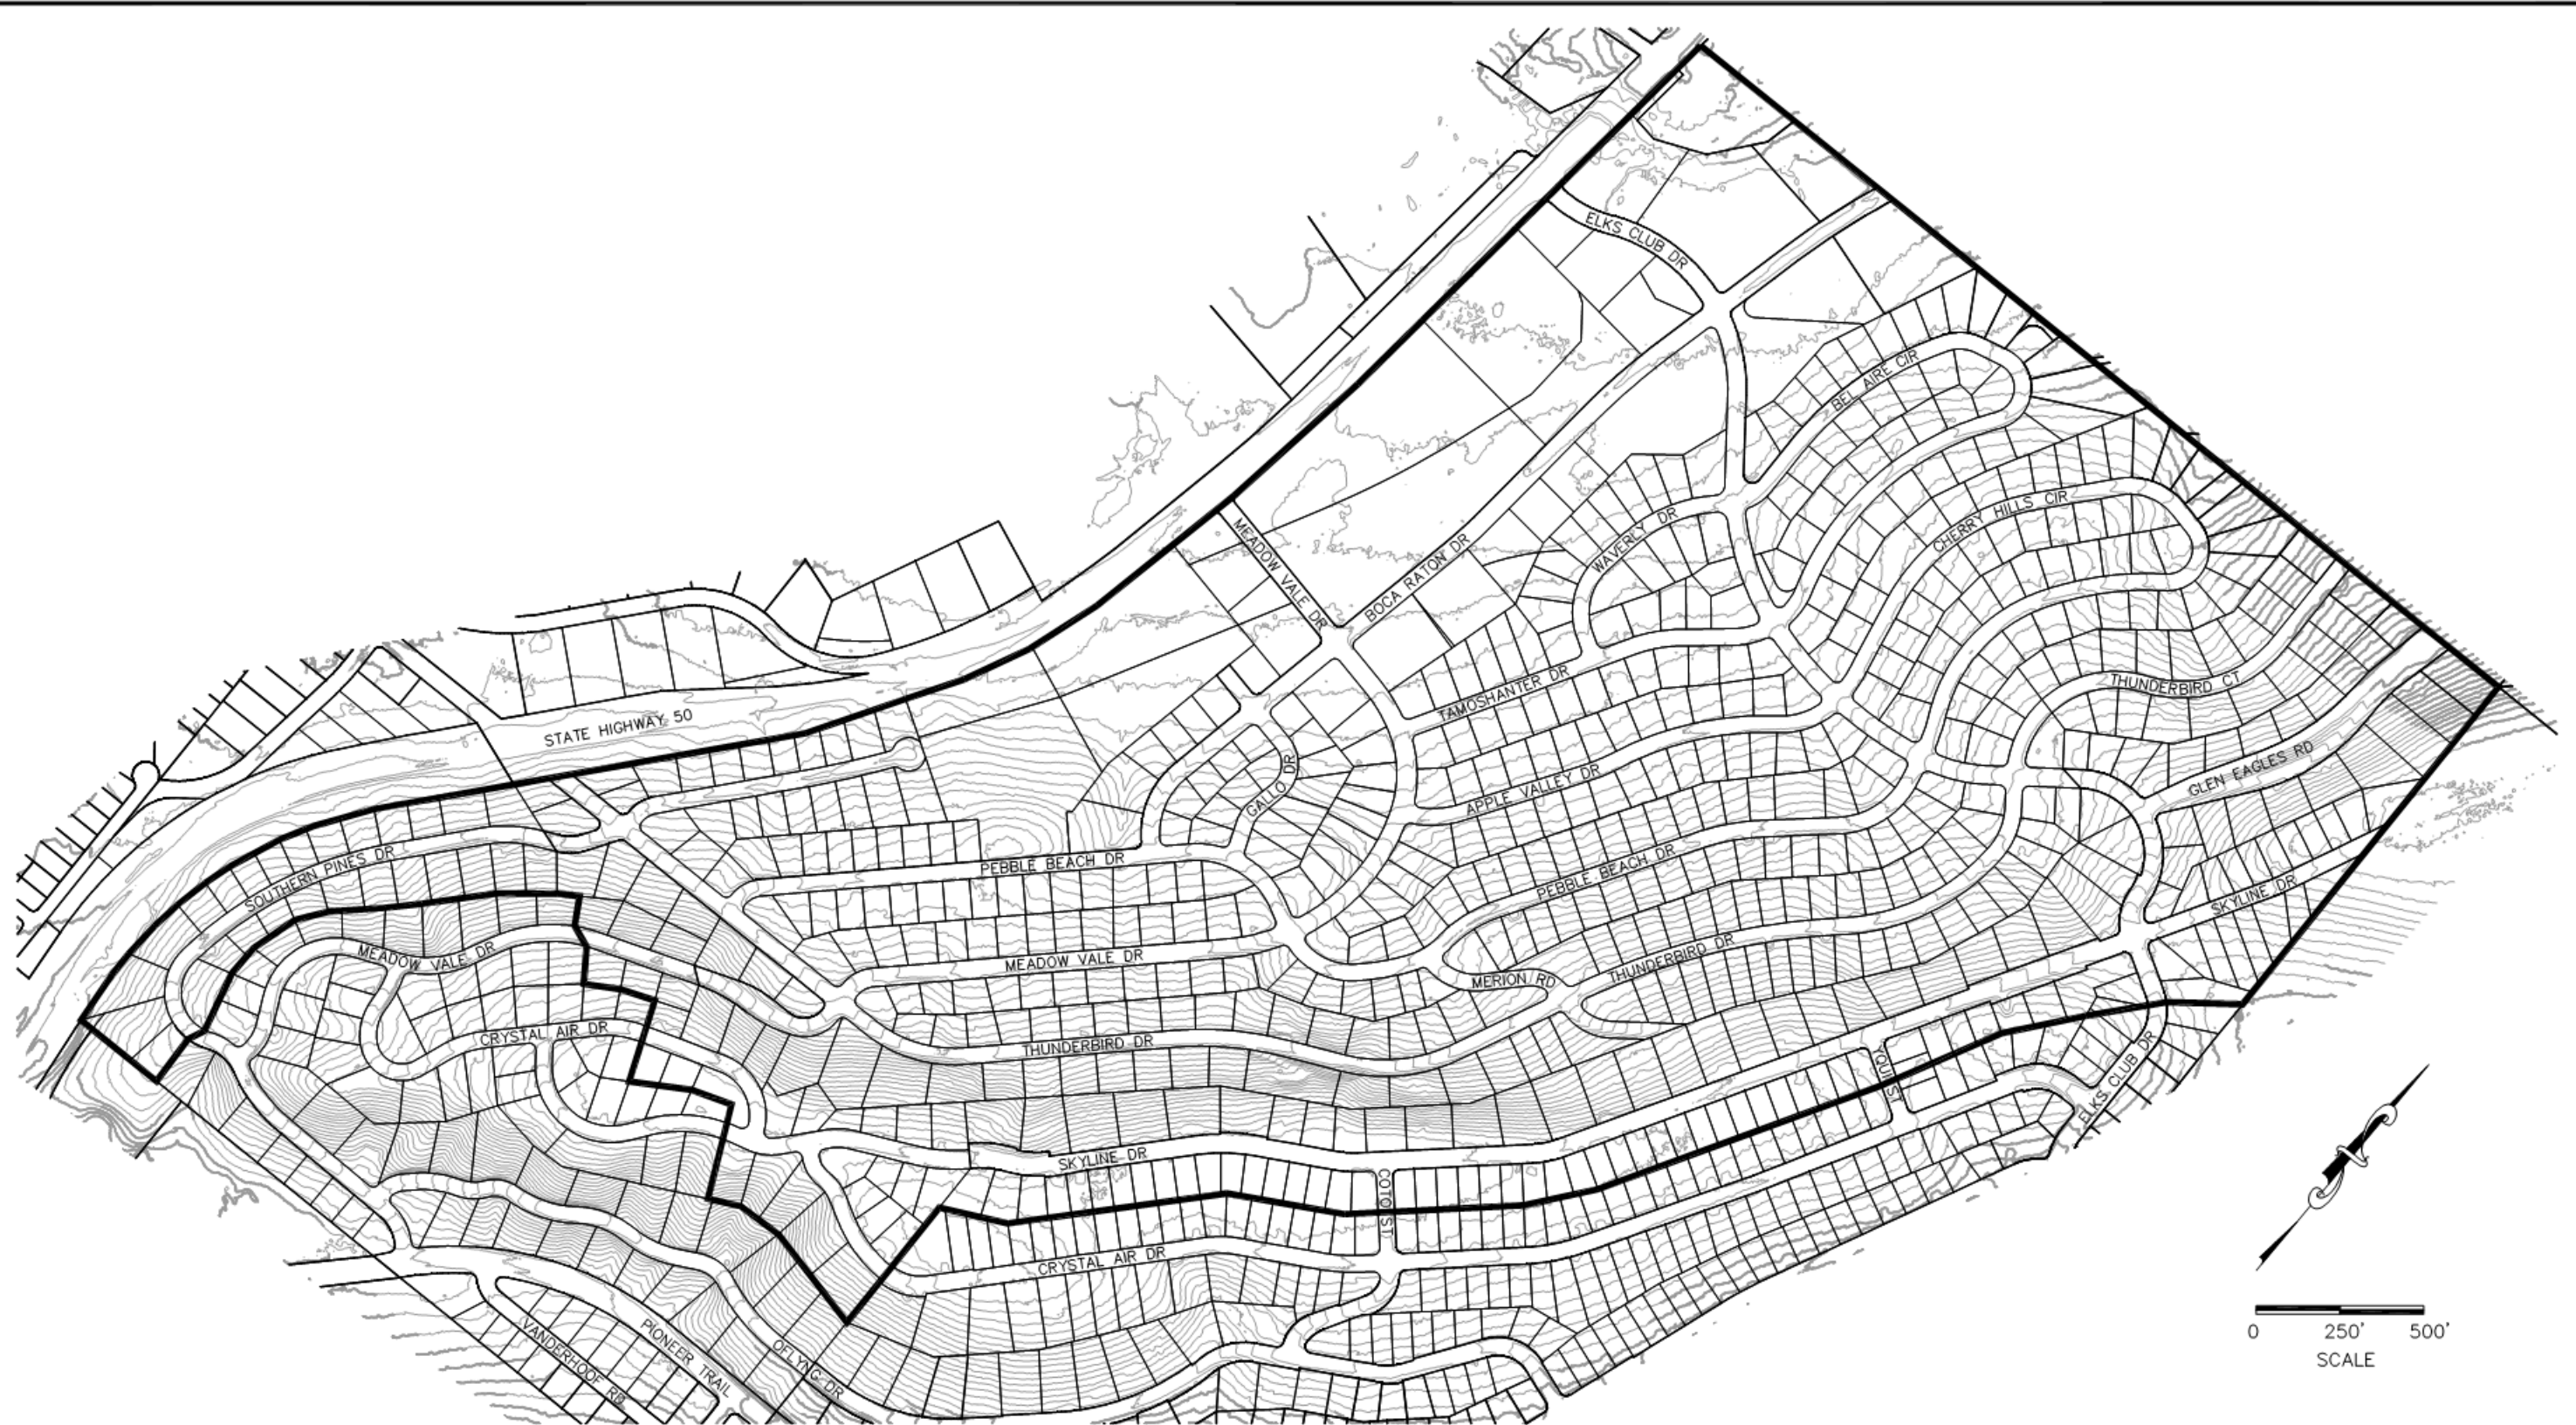 ELKS CLUB DR
BEL AIRE CIR
CHERRY HILLS CIR
WAVERLY DR
MEADOW VALE DR
BOCA RATON DR
TAMOSHANTER DR
THUNDERBIRD CT
STATE HIGHWAY 50
GALLO DR
APPLE VALLEY DR
GLEN EAGLES RD
SOUTHERN PINES DR
PEBBLE BEACH DR
PEBBLE BEACH DR
SKYLINE DR
MEADOW VALE DR
MEADOW VALE DR
MERION RD
THUNDERBIRD DR
CRYSTAL AIR DR
THUNDERBIRD DR
YQUI ST
ELKS CLUB DR
SKYLINE DR
COTO ST
CRYSTAL AIR DR
VANDERHOOF RD
PIONEER TRAIL
OFLYNG DR
0 250' 500'
SCALE